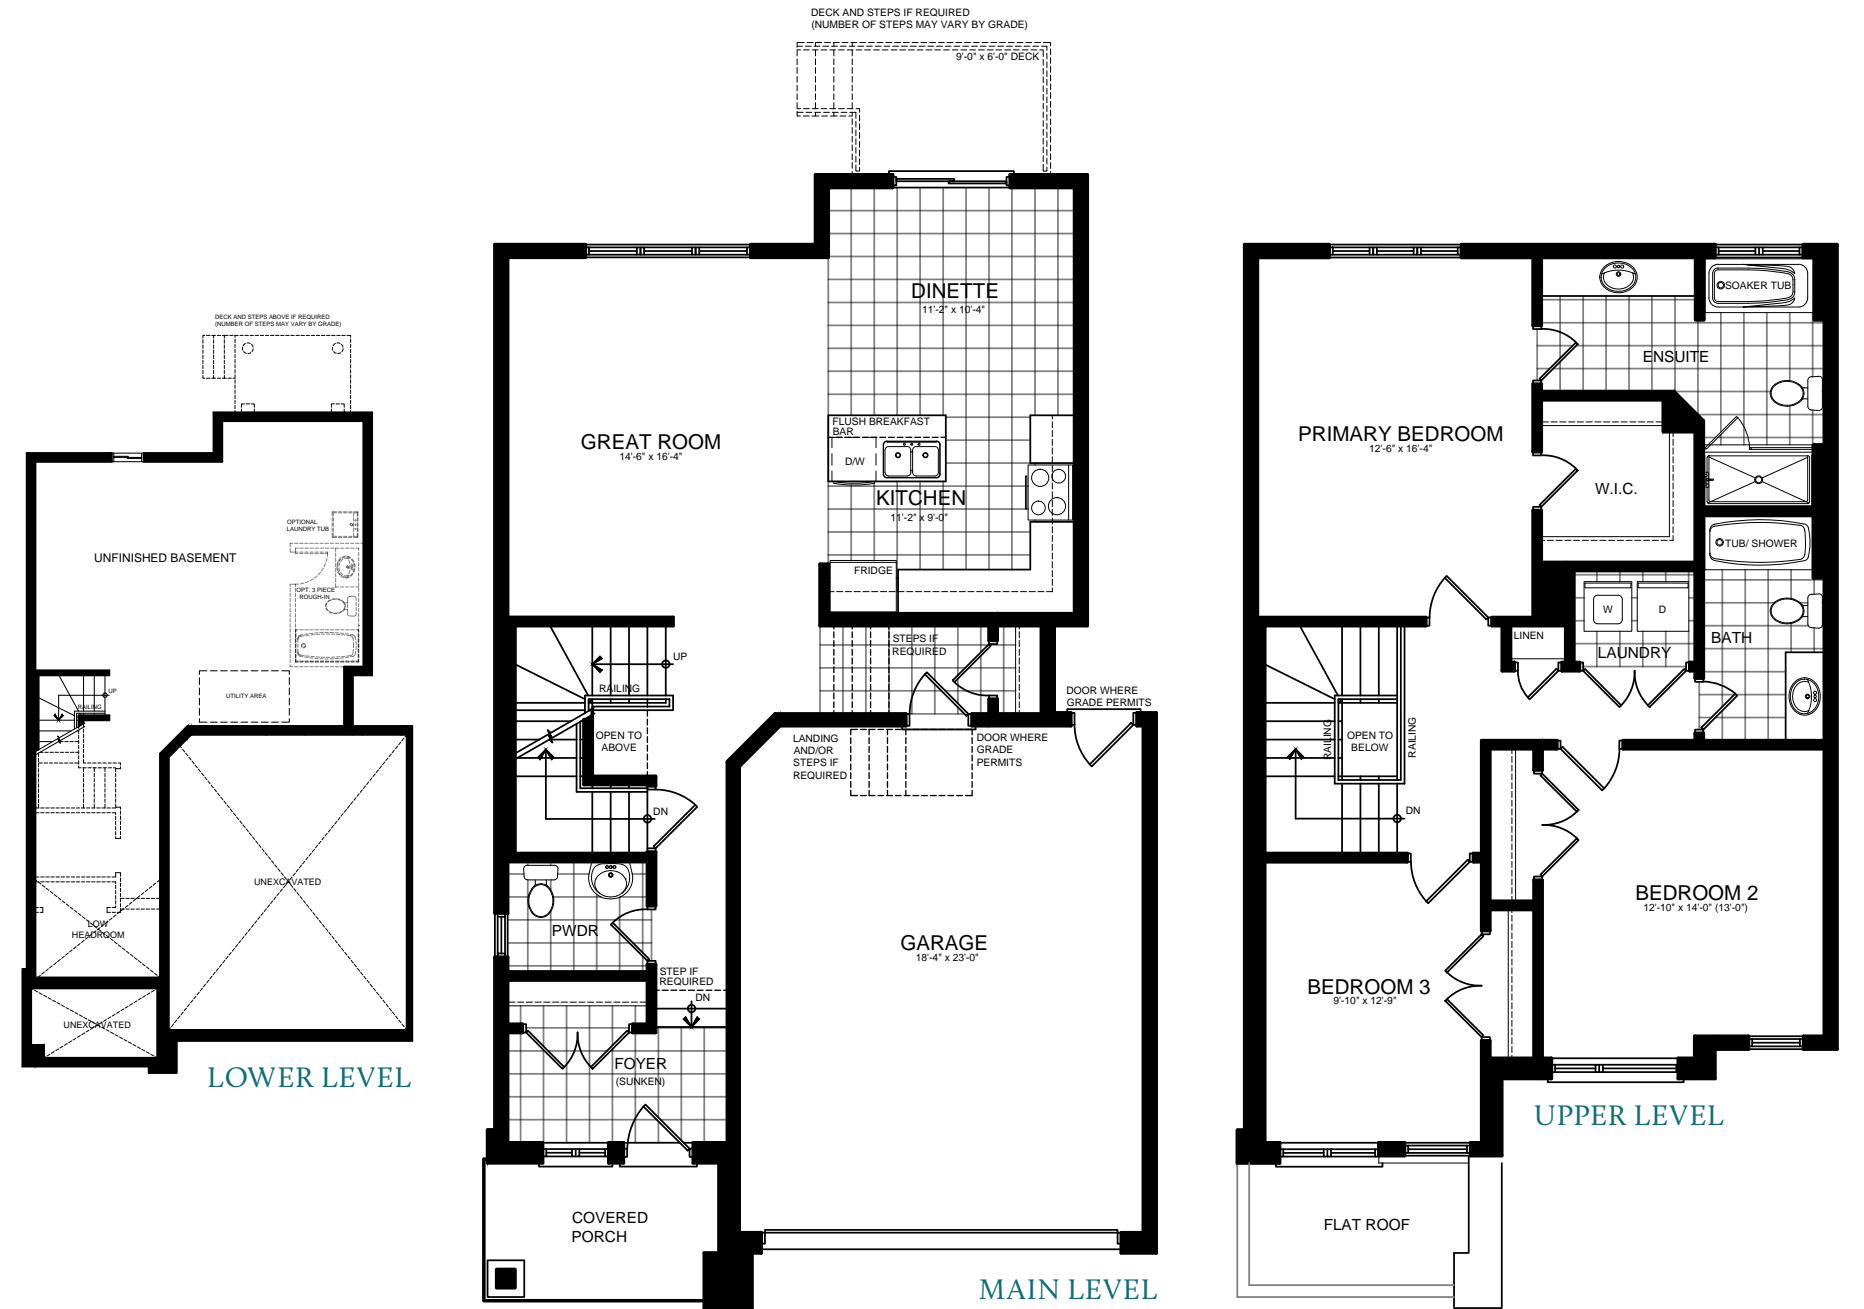 DECK AND STEPS ABOVE IF REQUIRED
(NUMBER OF STEPS MAY VARY BY GRADE)
OPTIONAL
LAUNDRY TUB
UNFINISHED BASEMENT
OPT. 3 PIECE
ROUGH-IN
UP
UTILITY AREA
RAILING
UNEXCAVATED
LOW
HEADROOM
UNEXCAVATED
LOWER LEVEL
DECK AND STEPS IF REQUIRED
(NUMBER OF STEPS MAY VARY BY GRADE)
9'-0" x 6'-0" DECK
DINETTE
11'-2" x 10'-4"
GREAT ROOM
14'-6" x 16'-4"
FLUSH BREAKFAST
BAR
D/W
KITCHEN
11'-2" x 9'-0"
FRIDGE
STEPS IF
REQUIRED
UP
RAILING
DOOR WHERE
GRADE PERMITS
OPEN TO
ABOVE
LANDING
AND/OR
STEPS IF
REQUIRED
DOOR WHERE
GRADE
PERMITS
DN
PWDR
GARAGE
18'-4" x 23'-0"
STEP IF
REQUIRED
DN
FOYER
(SUNKEN)
COVERED
PORCH
MAIN LEVEL
SOAKER TUB
ENSUITE
PRIMARY BEDROOM
12'-6" x 16'-4"
W.I.C.
TUB/ SHOWER
W
D
LINEN
LAUNDRY
BATH
RAILING
OPEN TO
BELOW
RAILING
DN
BEDROOM 2
12'-10" x 14'-0" (13'-0")
BEDROOM 3
9'-10" x 12'-9"
UPPER LEVEL
FLAT ROOF